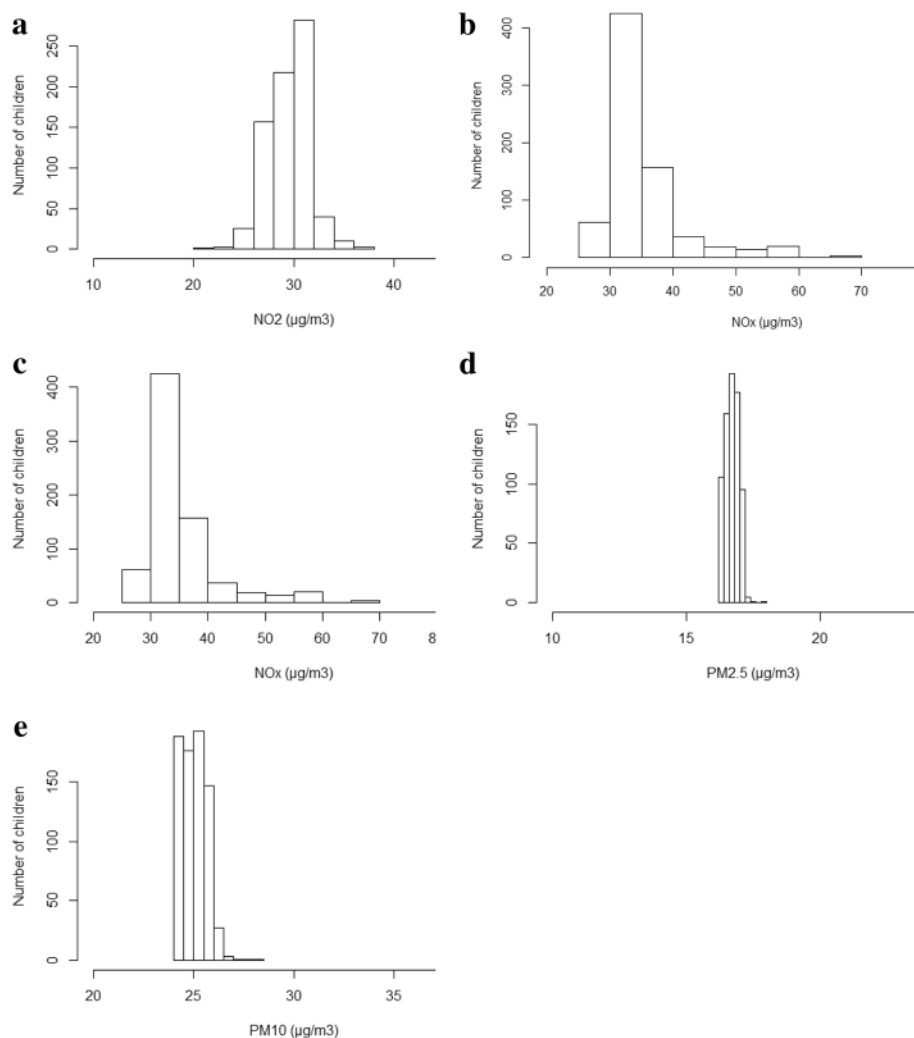 a
Number of children
250
200
150
100
50
0
10 20 30 40
NO2 (µg/m3)
b
Number of children
400
300
200
100
0
20 30 40 50 60 70
NOx (µg/m3)
c
Number of children
400
300
200
100
0
20 30 40 50 60 70 8
NOx (µg/m3)
d
Number of children
150
100
50
0
10 15 20
PM2.5 (µg/m3)
e
Number of children
150
100
50
0
20 25 30 35
PM10 (µg/m3)